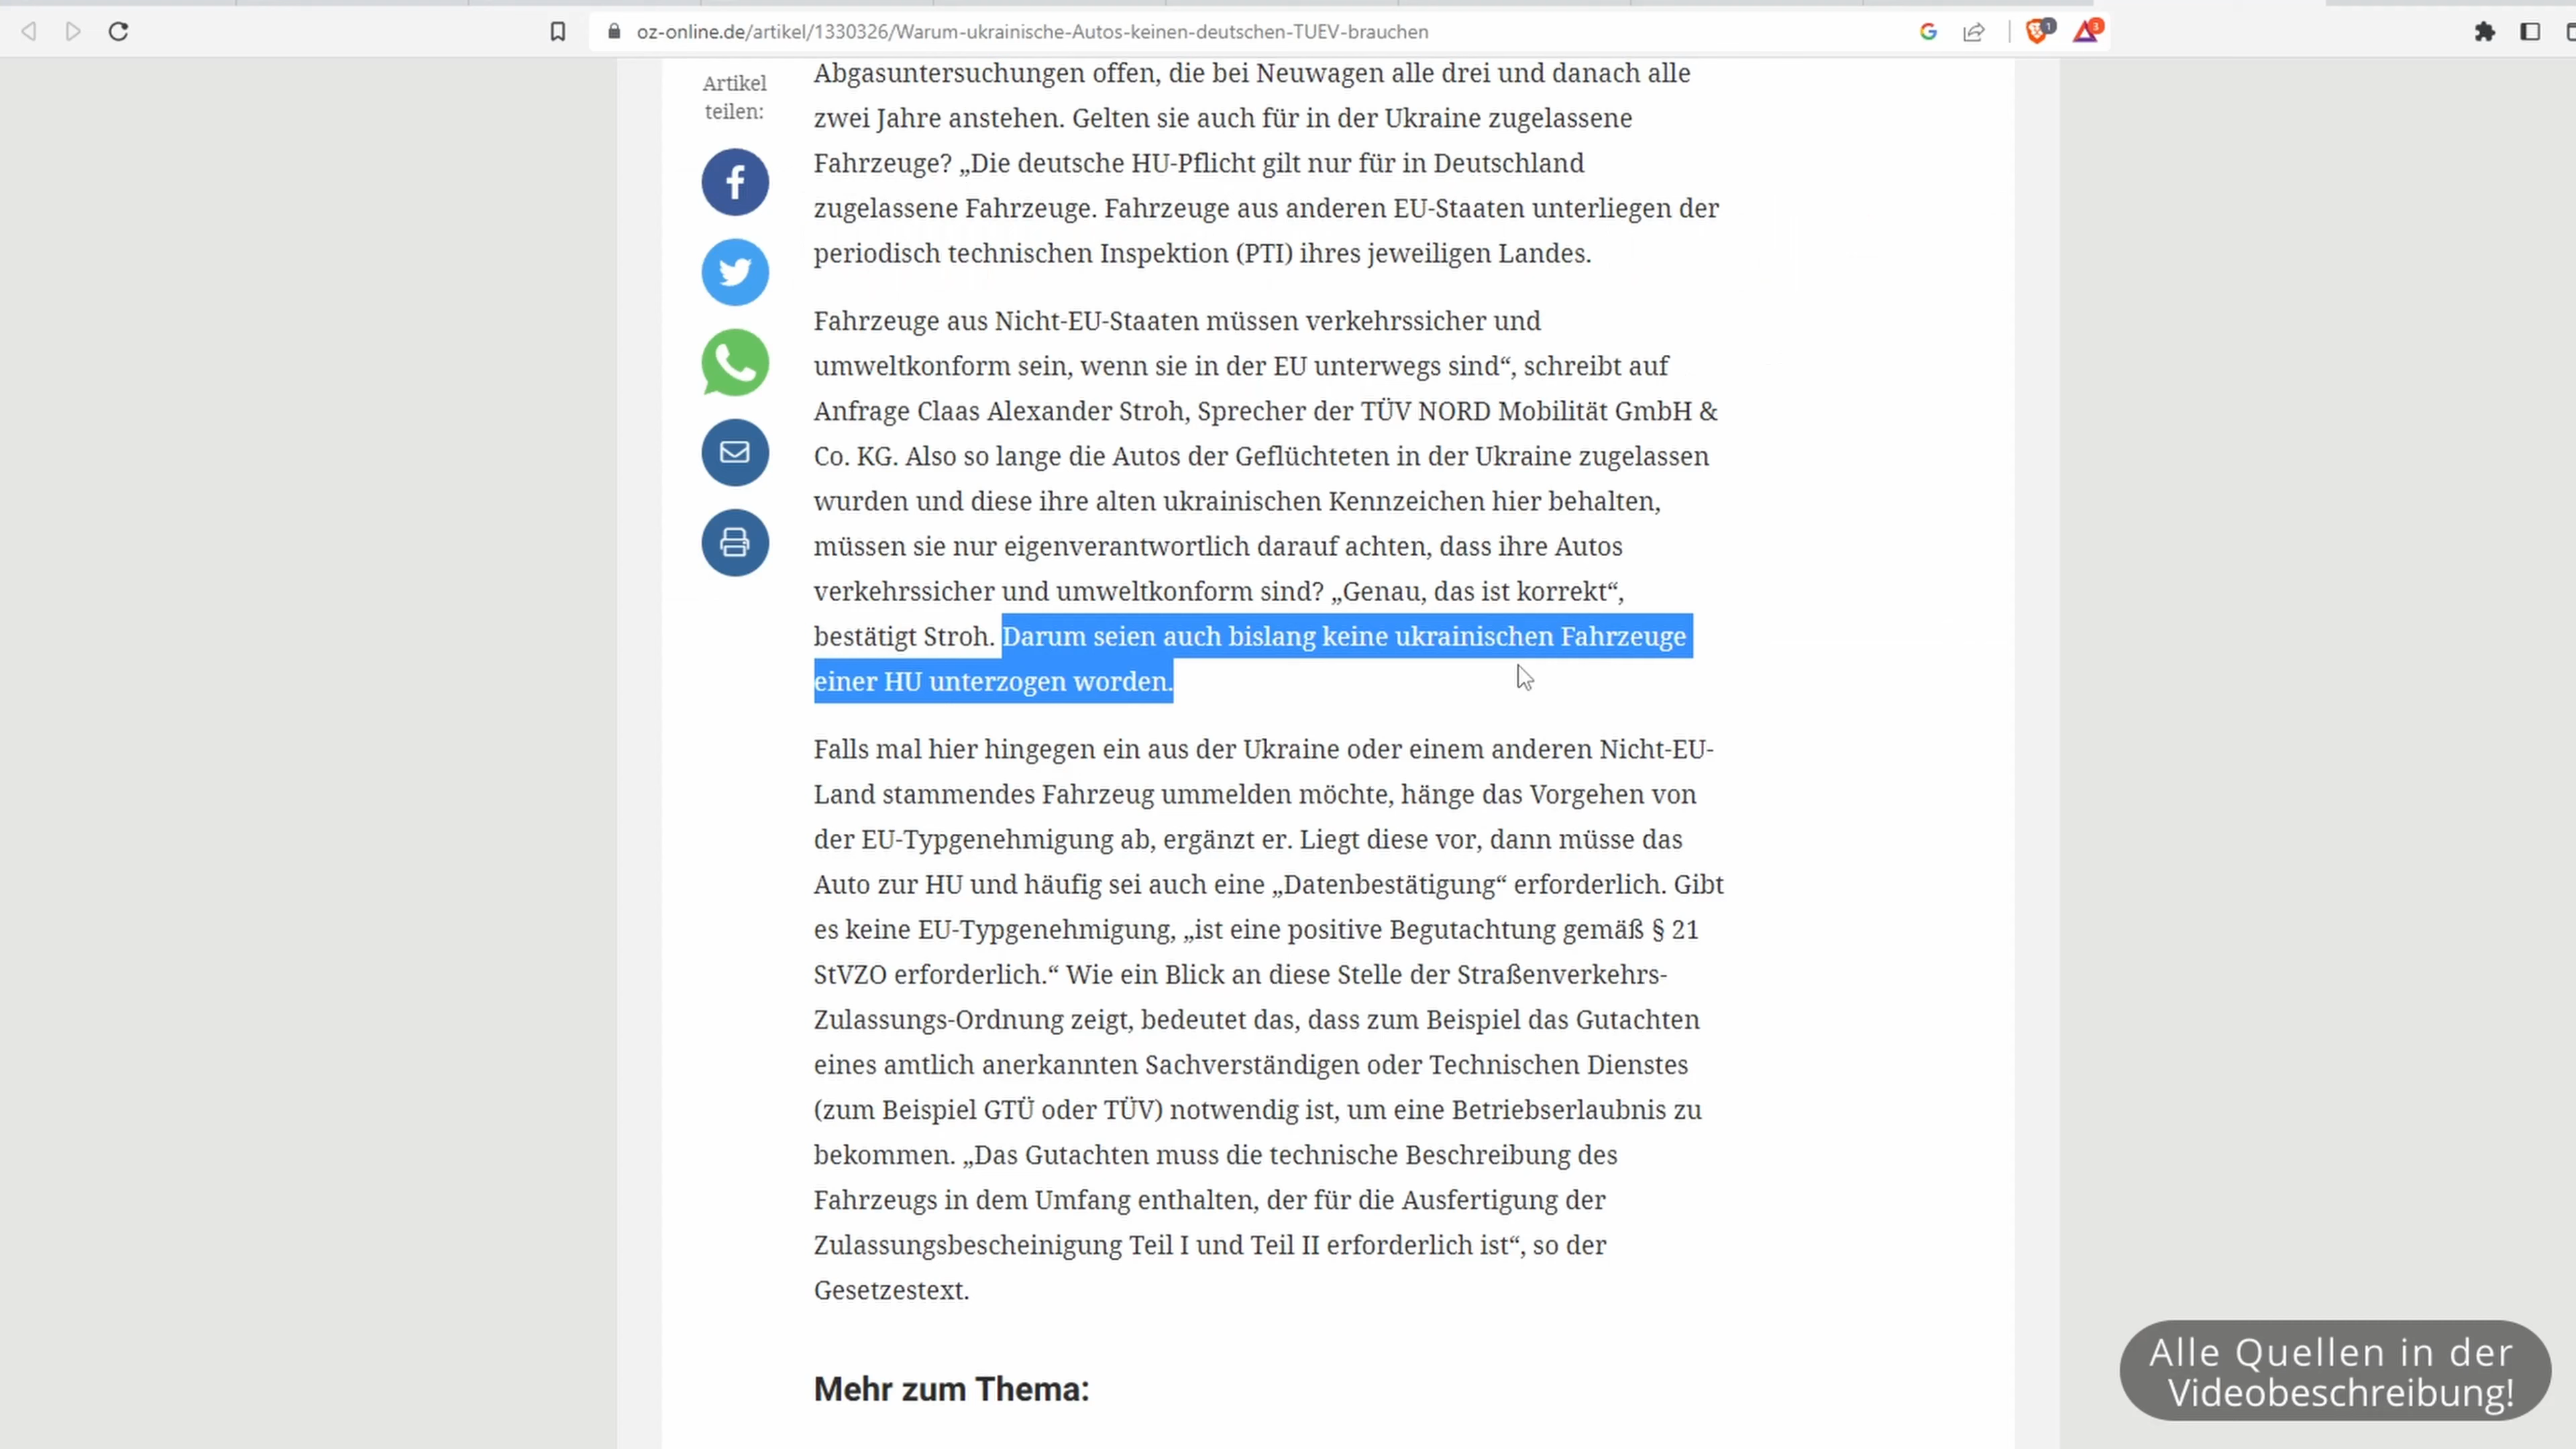 oz-online.de/artikel/1330326/Warum-ukrainische-Autos-keinen-deutschen-TUEV-brauchen
1
3
Artikel
teilen:
Abgasuntersuchungen offen, die bei Neuwagen alle drei und danach alle
zwei Jahre anstehen. Gelten sie auch für in der Ukraine zugelassene
Fahrzeuge? „Die deutsche HU-Pflicht gilt nur für in Deutschland
zugelassene Fahrzeuge. Fahrzeuge aus anderen EU-Staaten unterliegen der
periodisch technischen Inspektion (PTI) ihres jeweiligen Landes.
Fahrzeuge aus Nicht-EU-Staaten müssen verkehrssicher und
umweltkonform sein, wenn sie in der EU unterwegs sind“, schreibt auf
Anfrage Claas Alexander Stroh, Sprecher der TÜV NORD Mobilität GmbH &
Co. KG. Also so lange die Autos der Geflüchteten in der Ukraine zugelassen
wurden und diese ihre alten ukrainischen Kennzeichen hier behalten,
müssen sie nur eigenverantwortlich darauf achten, dass ihre Autos
verkehrssicher und umweltkonform sind? „Genau, das ist korrekt“,
bestätigt Stroh. Darum seien auch bislang keine ukrainischen Fahrzeuge
einer HU unterzogen worden.
Falls mal hier hingegen ein aus der Ukraine oder einem anderen Nicht-EU-
Land stammendes Fahrzeug ummelden möchte, hänge das Vorgehen von
der EU-Typgenehmigung ab, ergänzt er. Liegt diese vor, dann müsse das
Auto zur HU und häufig sei auch eine „Datenbestätigung“ erforderlich. Gibt
es keine EU-Typgenehmigung, „ist eine positive Begutachtung gemäß § 21
StVZO erforderlich.“ Wie ein Blick an diese Stelle der Straßenverkehrs-
Zulassungs-Ordnung zeigt, bedeutet das, dass zum Beispiel das Gutachten
eines amtlich anerkannten Sachverständigen oder Technischen Dienstes
(zum Beispiel GTÜ oder TÜV) notwendig ist, um eine Betriebserlaubnis zu
bekommen. „Das Gutachten muss die technische Beschreibung des
Fahrzeugs in dem Umfang enthalten, der für die Ausfertigung der
Zulassungsbescheinigung Teil I und Teil II erforderlich ist“, so der
Gesetzestext.
Mehr zum Thema:
Alle Quellen in der
Videobeschreibung!